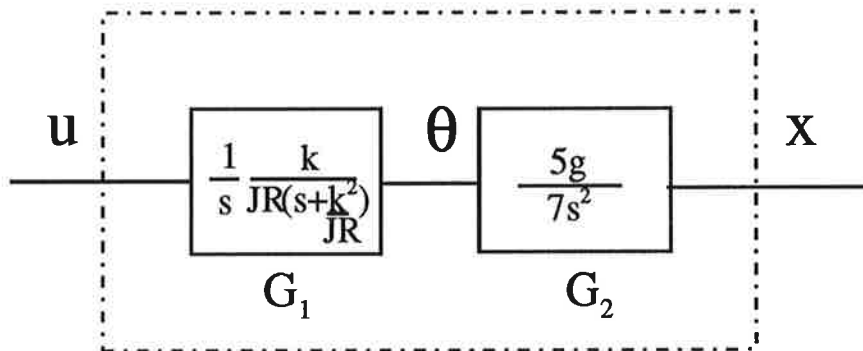 u
1
s
k
JR(s+k²)
JR
θ
5g
7s²
x
G₁
G₂